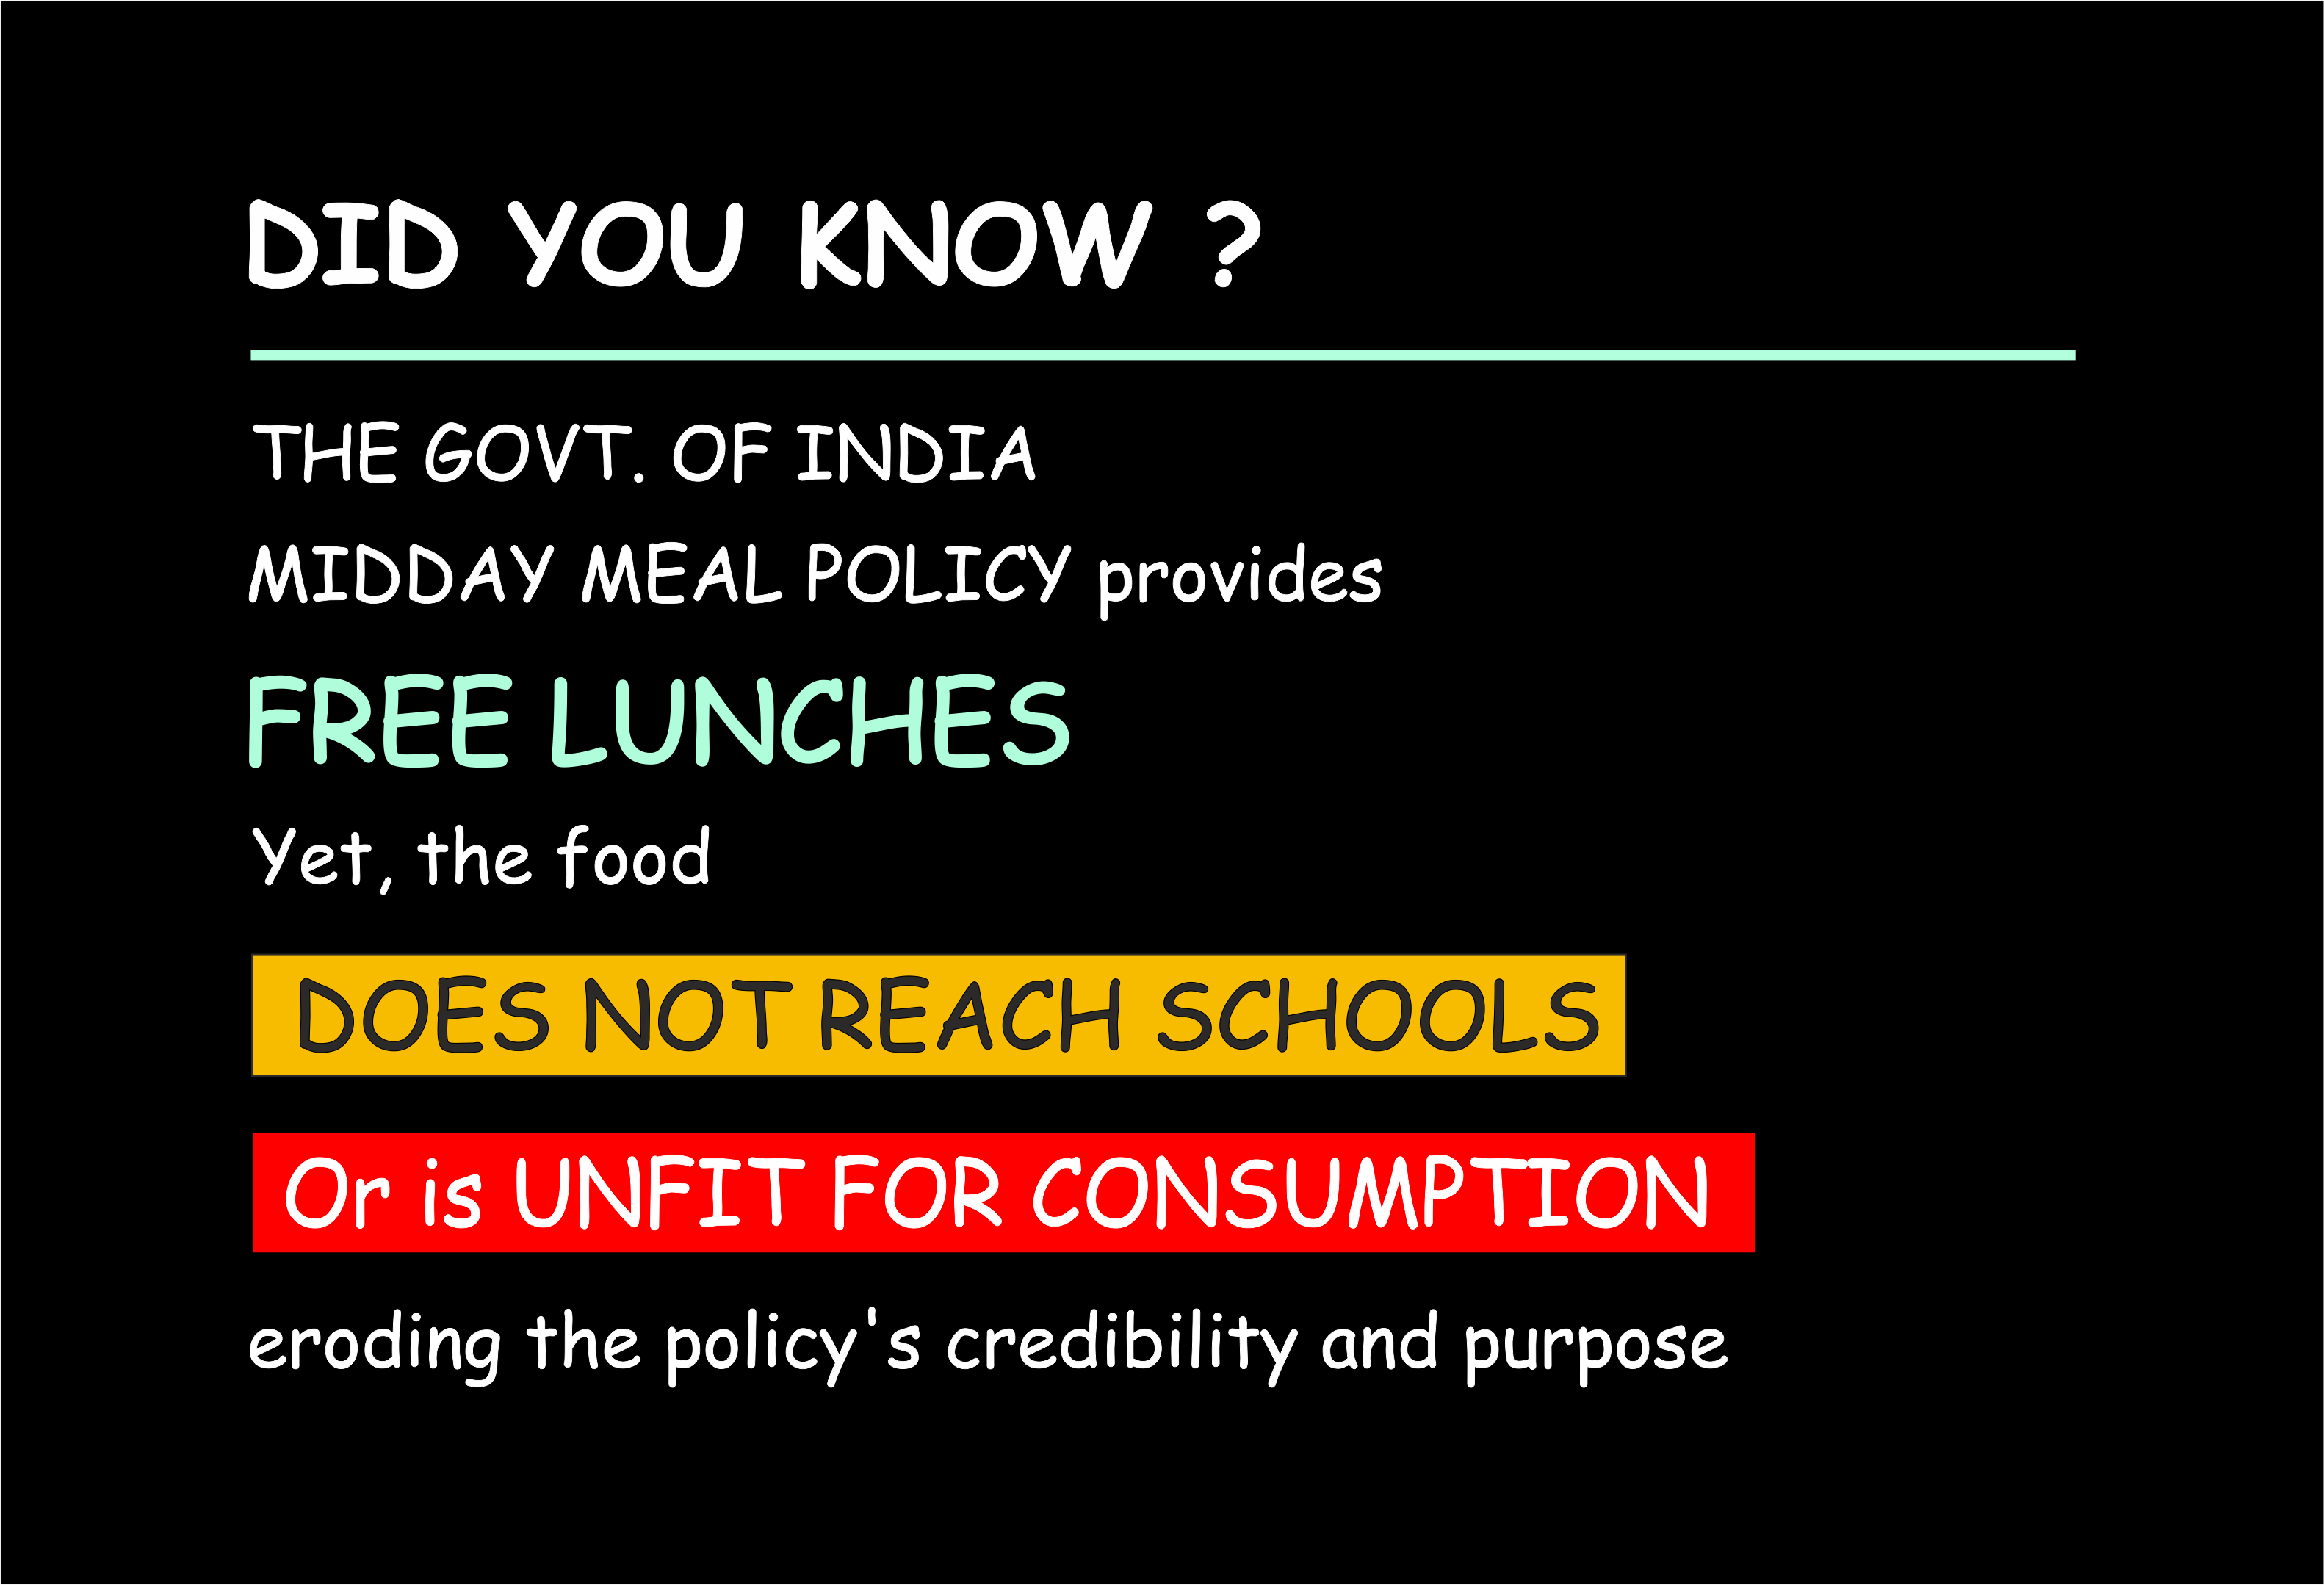 DID YOU KNOW ?
THE GOVT. OF INDIA
MIDDAY MEAL POLICY provides
FREE LUNCHES
Yet, the food
DOES NOT REACH SCHOOLS
Or is UNFIT FOR CONSUMPTION
eroding the policy's credibility and purpose